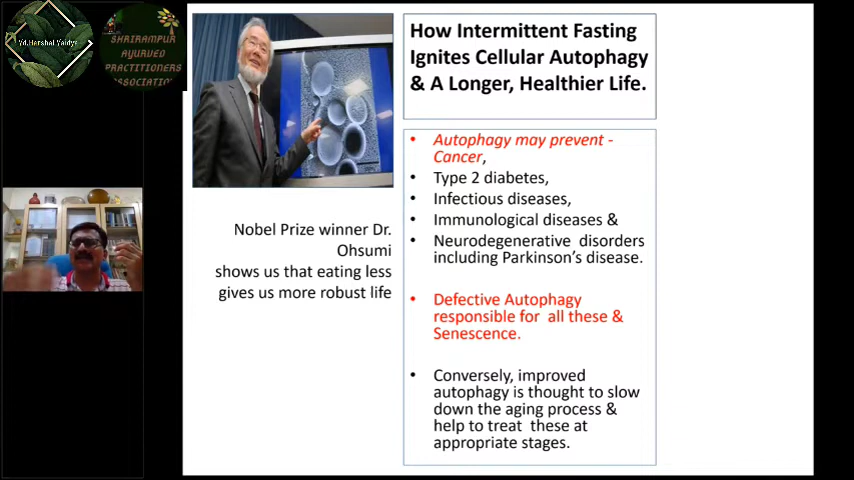 Yd.Harshal Vaidya
SHRIRAMPUR
AYURVED
PRACTITIONERS
ASSOCIATION
How Intermittent Fasting
Ignites Cellular Autophagy
& A Longer, Healthier Life.
Nobel Prize winner Dr.
Ohsumi
shows us that eating less
gives us more robust life
• Autophagy may prevent -
Cancer,
• Type 2 diabetes,
• Infectious diseases,
• Immunological diseases &
• Neurodegenerative disorders
including Parkinson's disease.
• Defective Autophagy
responsible for all these &
Senescence.
• Conversely, improved
autophagy is thought to slow
down the aging process &
help to treat these at
appropriate stages.